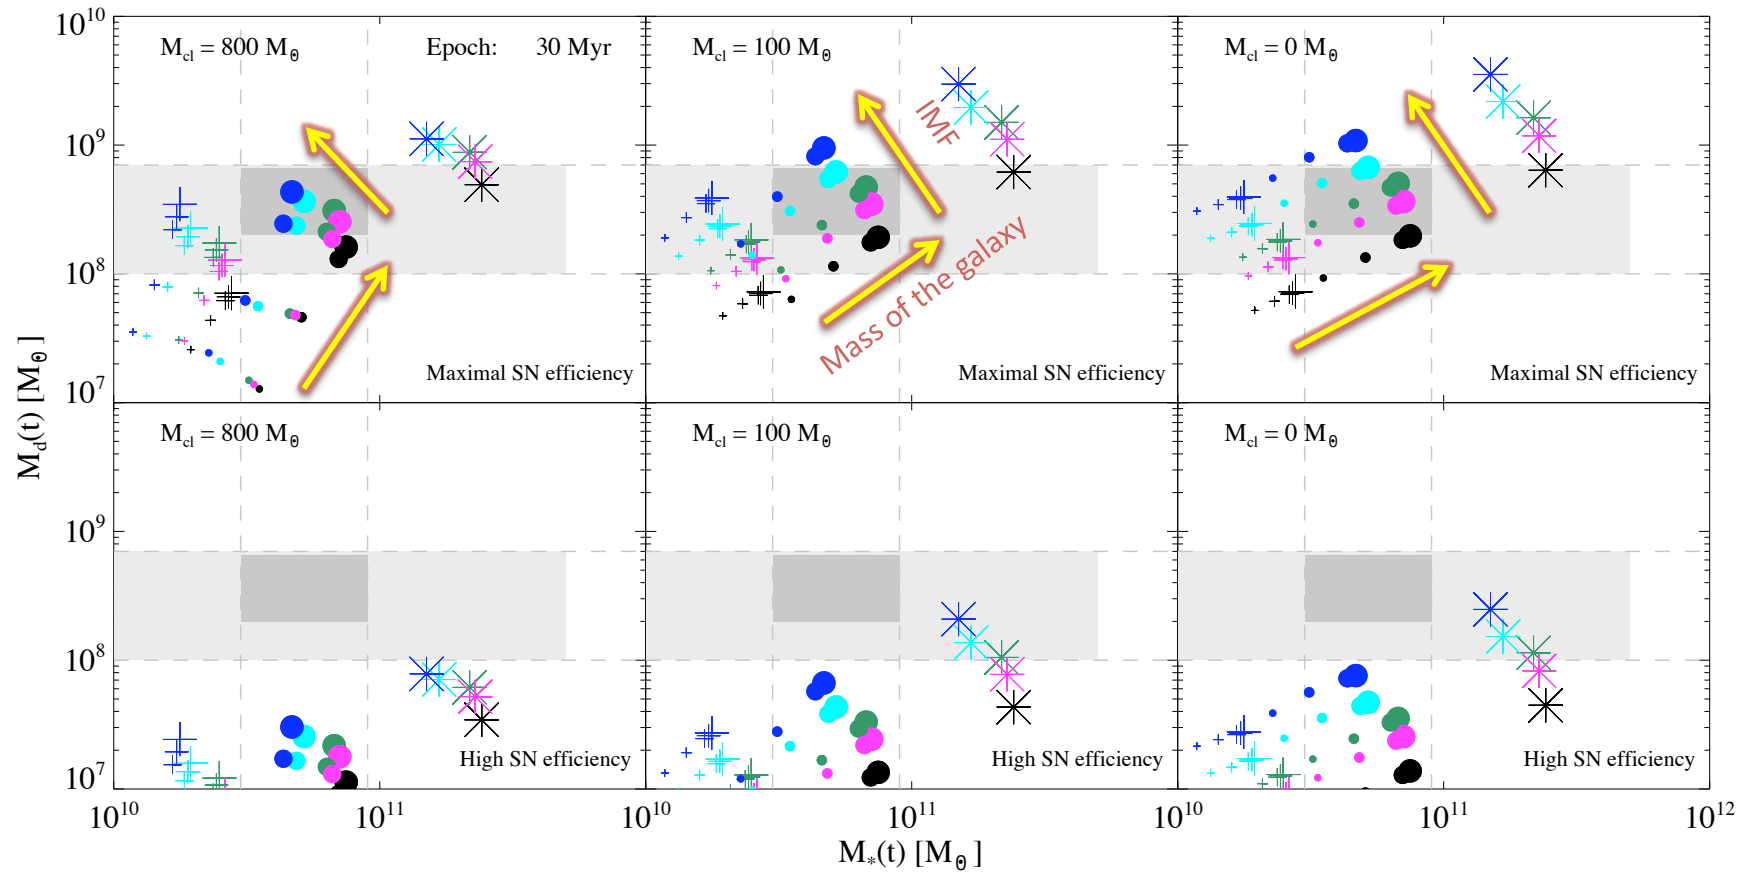 10^10
M_cl = 800 M_⊙
Epoch: 30 Myr
M_cl = 100 M_⊙
M_cl = 0 M_⊙
10^9
IMF
10^8
Mass of the galaxy
10^7
Maximal SN efficiency
Maximal SN efficiency
Maximal SN efficiency
M_d(t) [M_⊙]
M_cl = 800 M_⊙
M_cl = 100 M_⊙
M_cl = 0 M_⊙
10^9
10^8
High SN efficiency
High SN efficiency
High SN efficiency
10^7
10^10
10^11
10^10
10^11
10^10
10^11
10^12
M_*(t) [M_⊙]